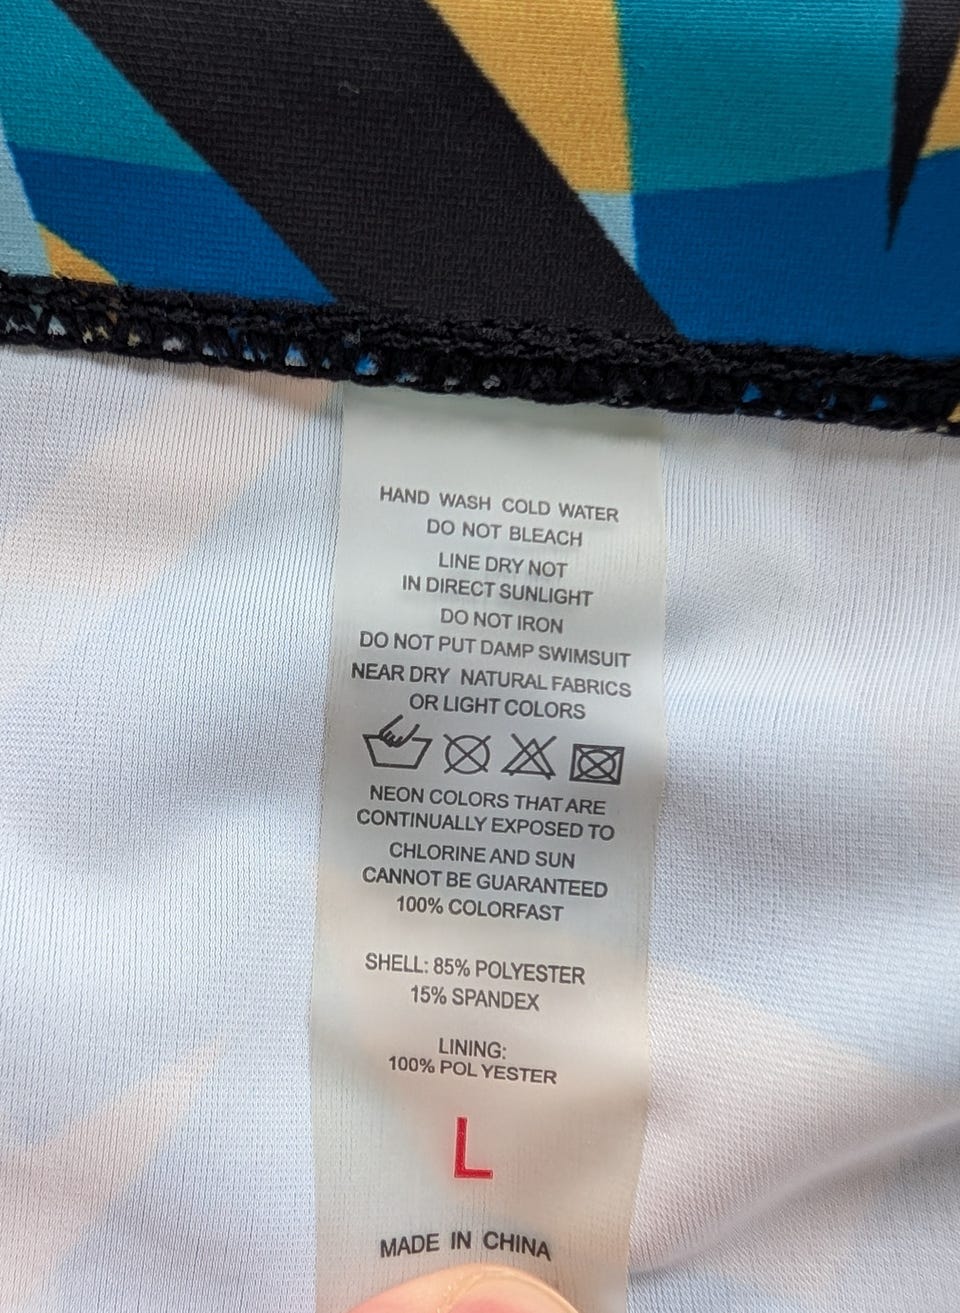 HAND WASH COLD WATER
DO NOT BLEACH
LINE DRY NOT
IN DIRECT SUNLIGHT
DO NOT IRON
DO NOT PUT DAMP SWIMSUIT
NEAR DRY NATURAL FABRICS
OR LIGHT COLORS
NEON COLORS THAT ARE
CONTINUALLY EXPOSED TO
CHLORINE AND SUN
CANNOT BE GUARANTEED
100% COLORFAST
SHELL: 85% POLYESTER
15% SPANDEX
LINING:
100% POL YESTER
L
MADE IN CHINA